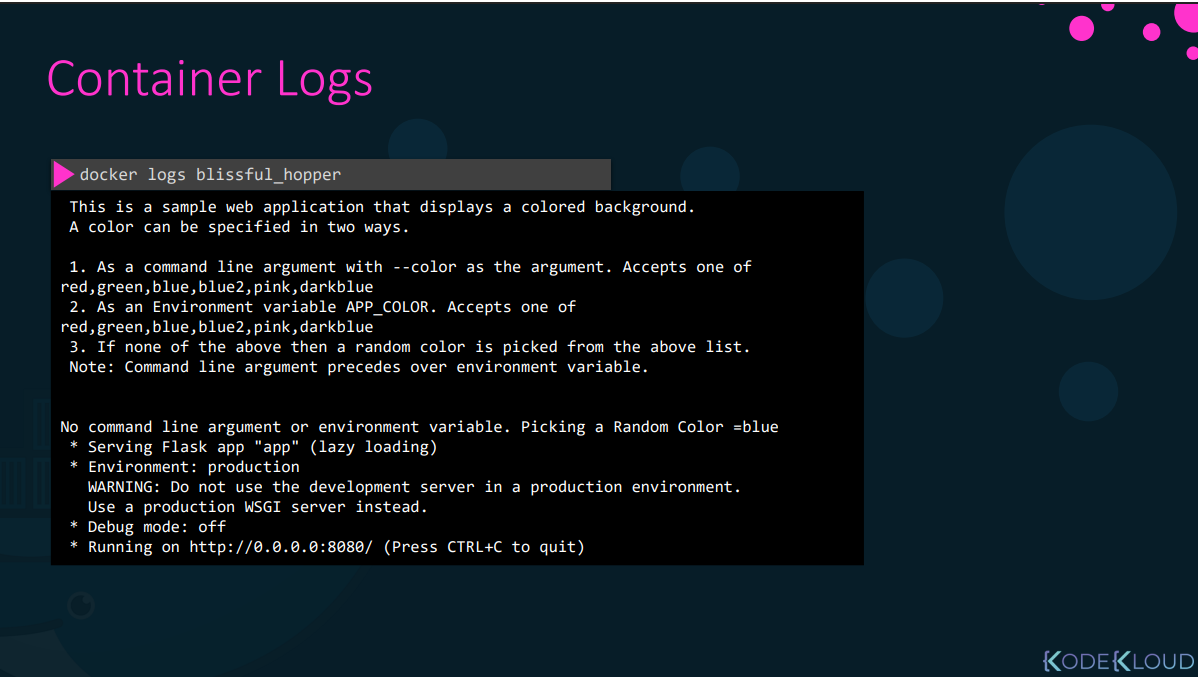 Container Logs
docker logs blissful_hopper
This is a sample web application that displays a colored background.
A color can be specified in two ways.
1. As a command line argument with --color as the argument. Accepts one of
red,green,blue,blue2,pink,darkblue
2. As an Environment variable APP_COLOR. Accepts one of
red,green,blue,blue2,pink,darkblue
3. If none of the above then a random color is picked from the above list.
Note: Command line argument precedes over environment variable.
No command line argument or environment variable. Picking a Random Color =blue
* Serving Flask app "app" (lazy loading)
* Environment: production
WARNING: Do not use the development server in a production environment.
Use a production WSGI server instead.
* Debug mode: off
* Running on http://0.0.0.0:8080/ (Press CTRL+C to quit)
KODEKLOUD